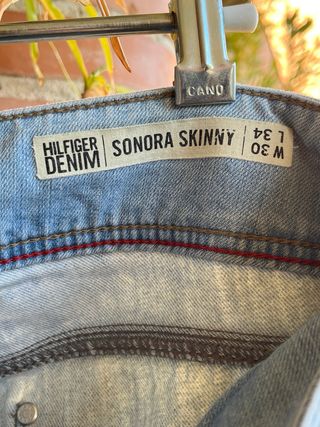 CANO
HILFIGER
DENIM
SONORA SKINNY
W 30
L 34